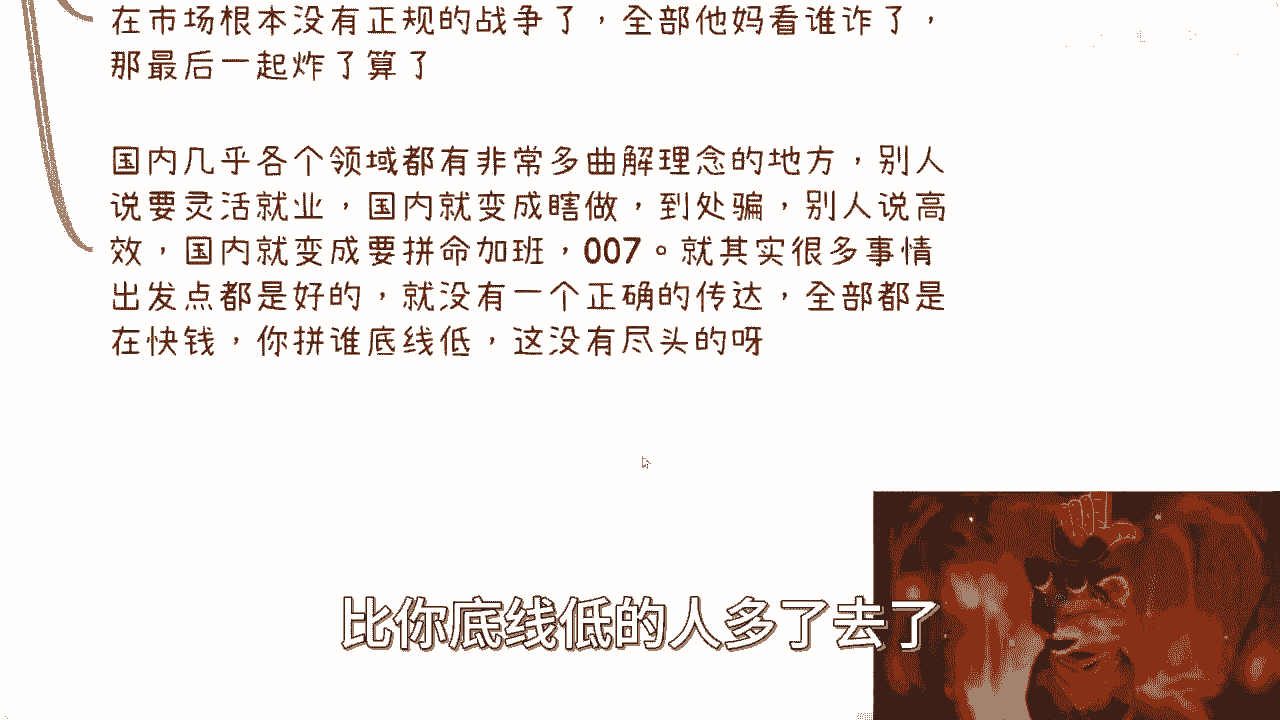 在市场根本没有正规的战争了，全部他妈看谁诈了，
那最后一起炸了算了
国内几乎各个领域都有非常多曲解理念的地方，别人
说要灵活就业，国内就变成瞎做，到处骗，别人说高
效，国内就变成要拼命加班，007。就其实很多事情
出发点都是好的，就没有一个正确的传达，全部都是
在快钱，你拼谁底线低，这没有尽头的呀
比你底线低的人多了去了